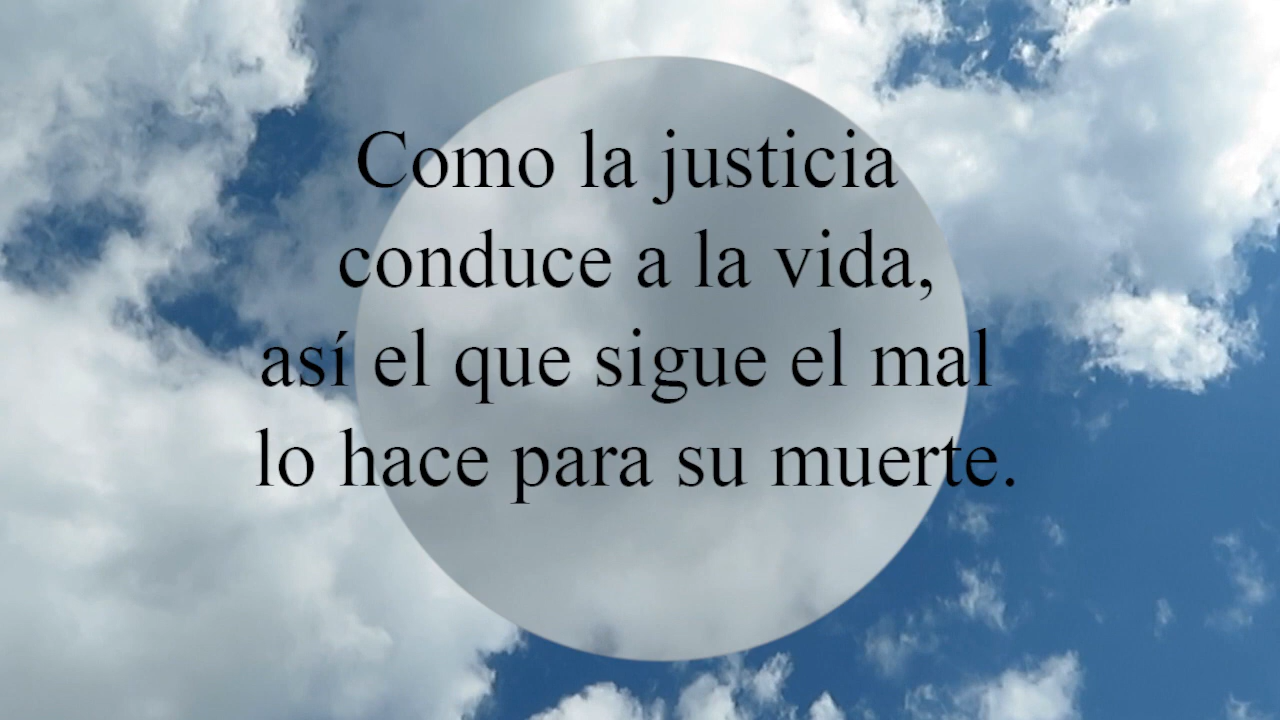 Como la justicia
conduce a la vida,
así el que sigue el mal
lo hace para su muerte.